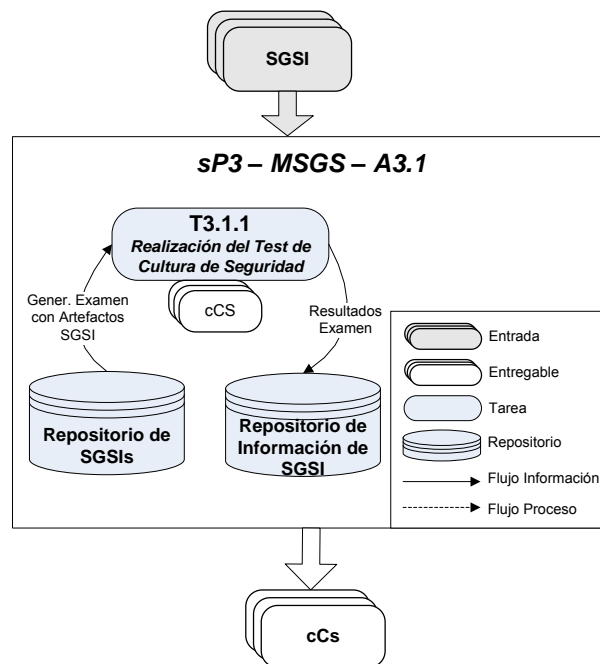 SGSI
sP3 – MSGS – A3.1
T3.1.1
Realización del Test de
Cultura de Seguridad
cCS
Gener. Examen
con Artefactos
SGSI
Resultados
Examen
Repositorio de
SGSIs
Repositorio de
Información de
SGSI
Entrada
Entregable
Tarea
Repositorio
Flujo Información
Flujo Proceso
cCs